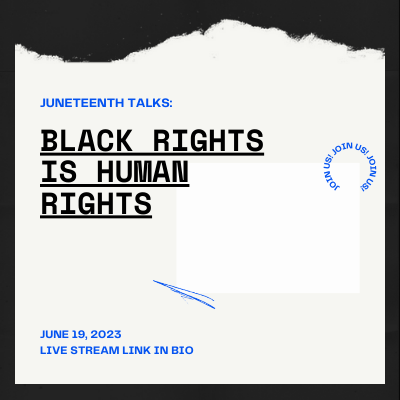 JUNETEENTH TALKS:
BLACK RIGHTS
IS HUMAN
RIGHTS
JOIN US! JOIN US! JOIN US!
JUNE 19, 2023
LIVE STREAM LINK IN BIO